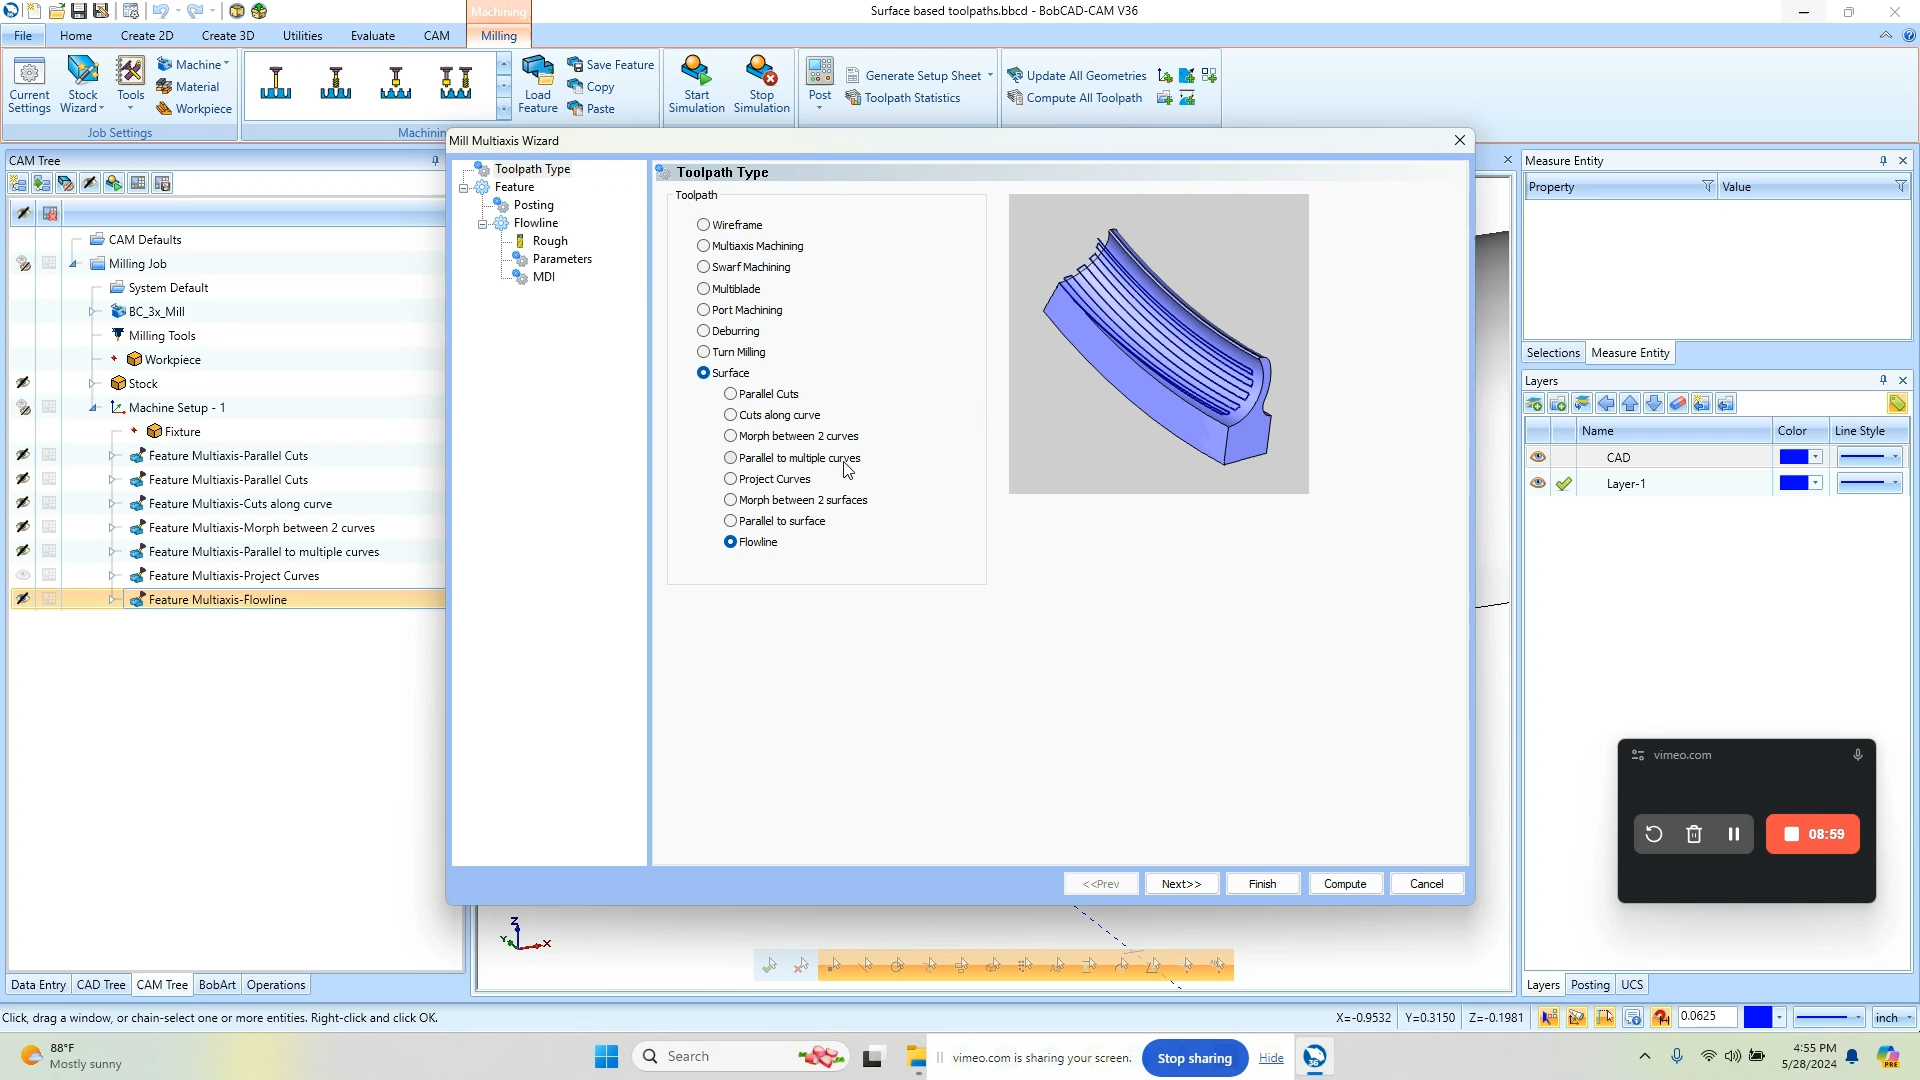 Machining
Surface based toolpaths.bbcd - BobCAD-CAM V36
File Home Create 2D Create 3D Utilities Evaluate CAM Milling
Current Settings
Stock Wizard
Tools
Machine
Material
Workpiece
Job Settings
Machinin
Load Feature
Save Feature
Copy
Paste
Start Simulation
Stop Simulation
Post
Generate Setup Sheet
Toolpath Statistics
Update All Geometries
Compute All Toolpath
CAM Tree
CAM Defaults
Milling Job
System Default
BC_3x_Mill
Milling Tools
Workpiece
Stock
Machine Setup - 1
Fixture
Feature Multiaxis-Parallel Cuts
Feature Multiaxis-Parallel Cuts
Feature Multiaxis-Cuts along curve
Feature Multiaxis-Morph between 2 curves
Feature Multiaxis-Parallel to multiple curves
Feature Multiaxis-Project Curves
Feature Multiaxis-Flowline
Data Entry CAD Tree CAM Tree BobArt Operations
Mill Multiaxis Wizard
Toolpath Type
Feature
Posting
Flowline
Rough
Parameters
MDI
Toolpath Type
Toolpath
Wireframe
Multiaxis Machining
Swarf Machining
Multiblade
Port Machining
Deburring
Turn Milling
Surface
Parallel Cuts
Cuts along curve
Morph between 2 curves
Parallel to multiple curves
Project Curves
Morph between 2 surfaces
Parallel to surface
Flowline
<<Prev Next>> Finish Compute Cancel
Z
Y X
Measure Entity
Property Value
Selections Measure Entity
Layers
Name Color Line Style
CAD
Layer-1
vimeo.com
08:59
Layers Posting UCS
Click, drag a window, or chain-select one or more entities. Right-click and click OK.
X=-0.9532 Y=0.3150 Z=-0.1981
0.0625
inch
88°F
Mostly sunny
Search
vimeo.com is sharing your screen. Stop sharing Hide
4:55 PM
5/28/2024
PRE